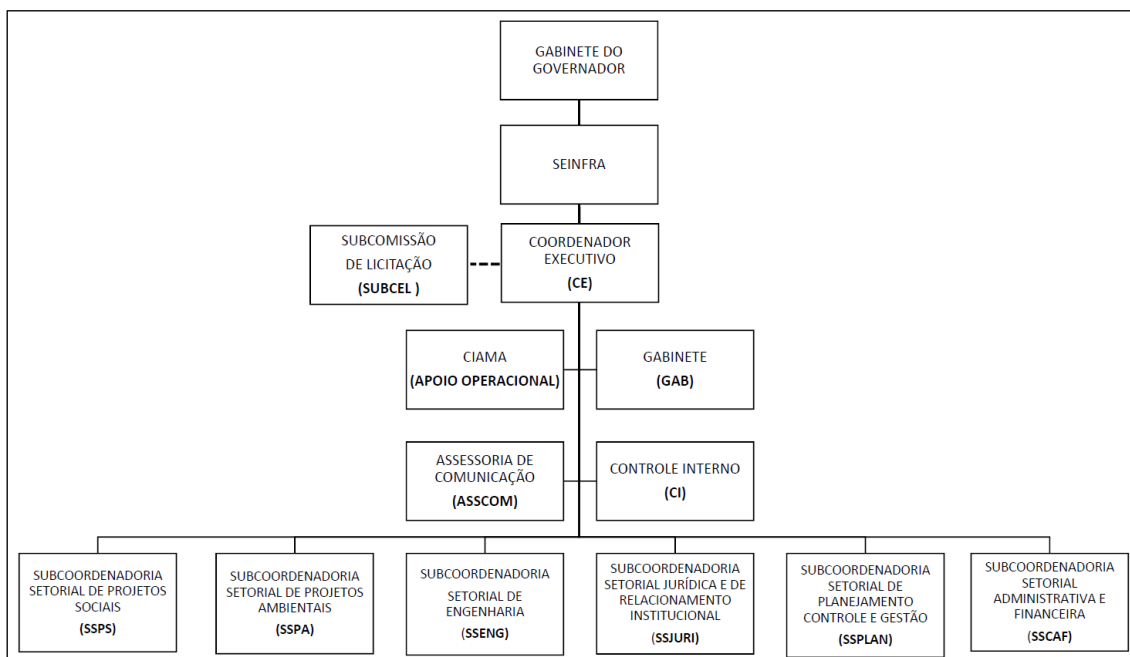 GABINETE DO
GOVERNADOR
SEINFRA
SUBCOMISSÃO
DE LICITAÇÃO
(SUBCEL )
COORDENADOR
EXECUTIVO
(CE)
CIAMA
(APOIO OPERACIONAL)
GABINETE
(GAB)
ASSESSORIA DE
COMUNICAÇÃO
(ASSCOM)
CONTROLE INTERNO
(CI)
SUBCOORDENADORIA
SETORIAL DE PROJETOS
SOCIAIS
(SSPS)
SUBCOORDENADORIA
SETORIAL DE PROJETOS
AMBIENTAIS
(SSPA)
SUBCOORDENADORIA
SETORIAL DE ENGENHARIA
(SSENG)
SUBCOORDENADORIA
SETORIAL JURÍDICA E DE
RELACIONAMENTO
INSTITUCIONAL
(SSJURI)
SUBCOORDENADORIA
SETORIAL DE
PLANEJAMENTO
CONTROLE E GESTÃO
(SSPLAN)
SUBCOORDENADORIA
SETORIAL
ADMINISTRATIVA E
FINANCEIRA
(SSCAF)